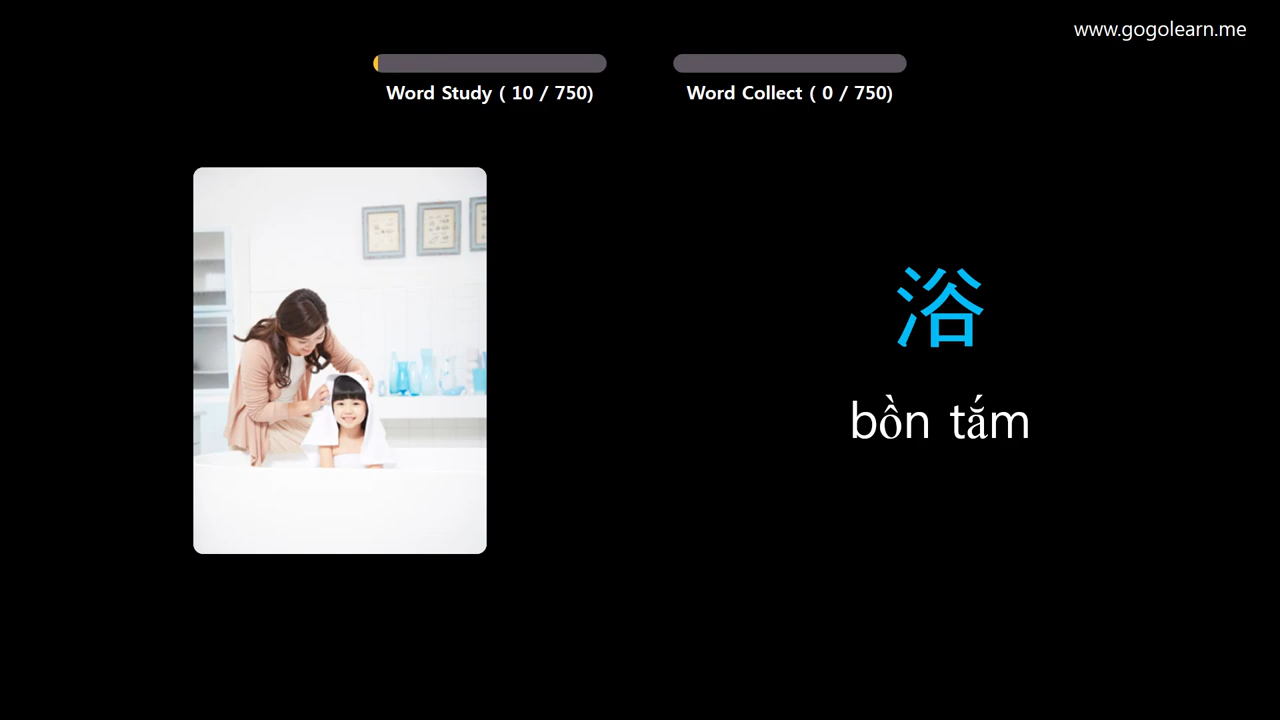 www.gogolearn.me
Word Study ( 10 / 750)
Word Collect ( 0 / 750)
浴
bồn tắm